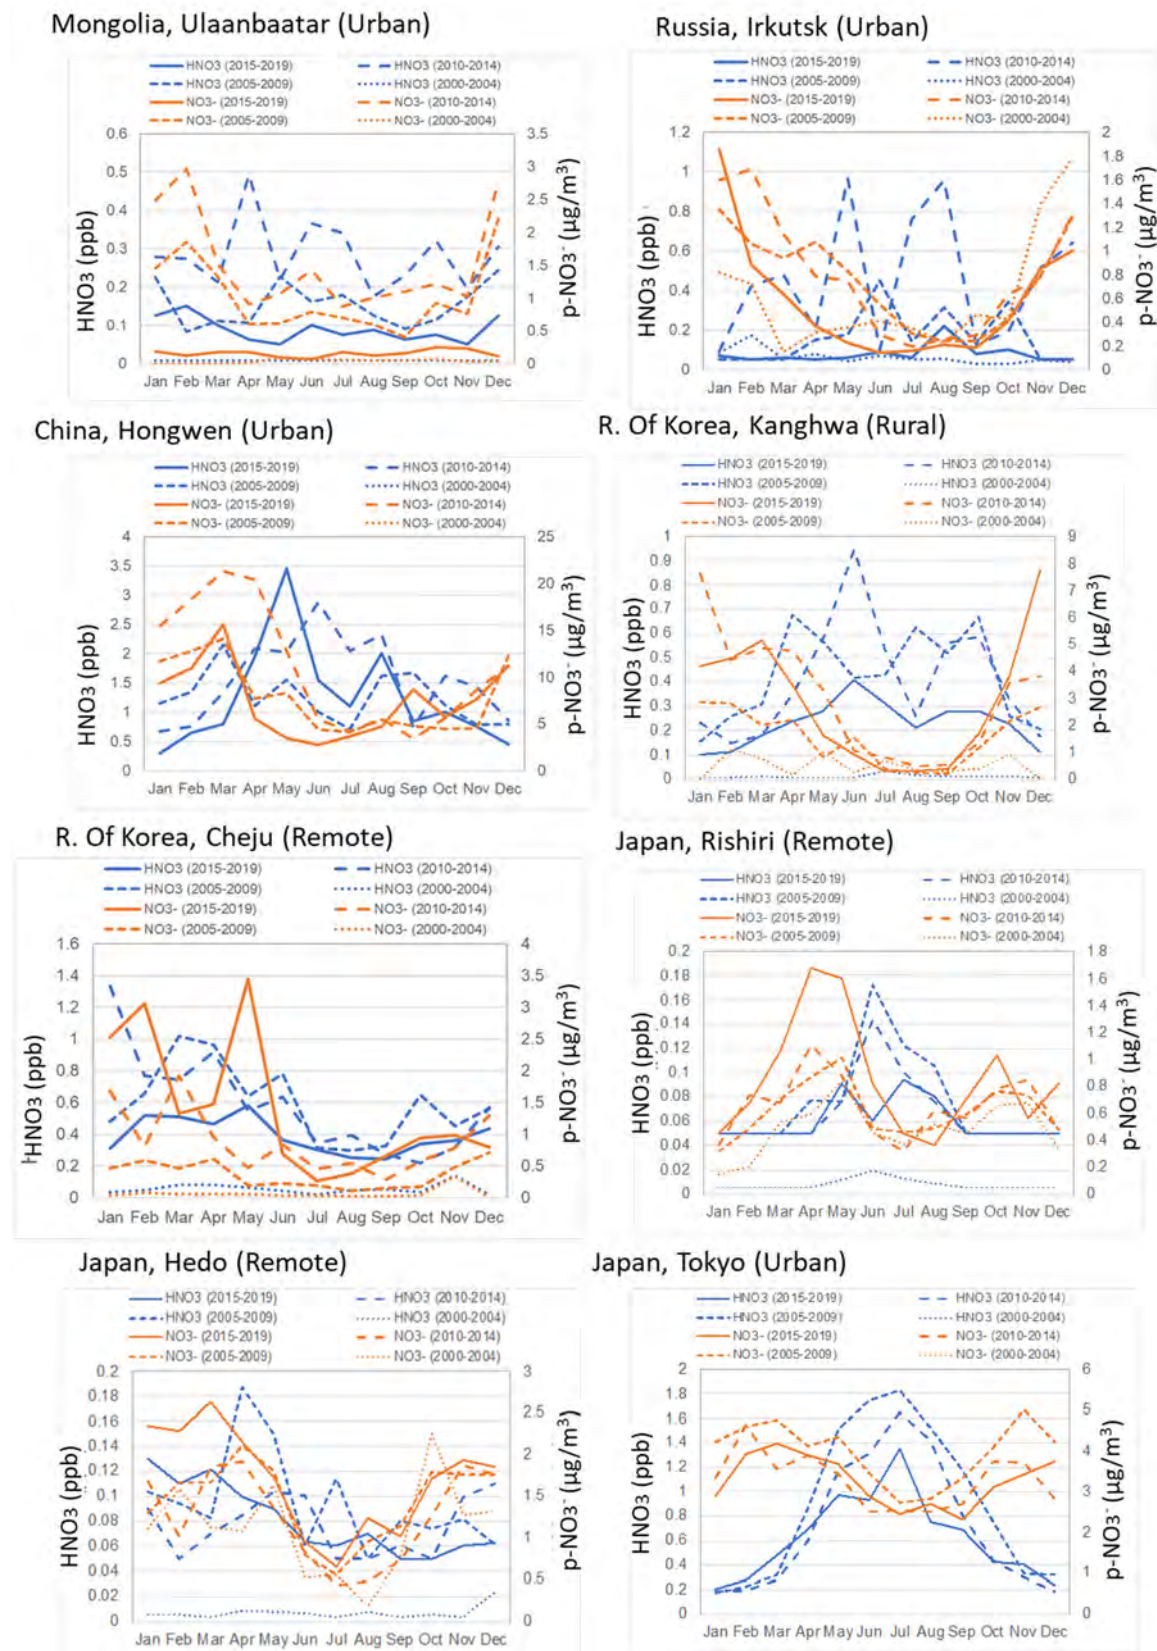 Mongolia, Ulaanbaatar (Urban)
HNO3 (2015-2019) HNO3 (2010-2014)
HNO3 (2005-2009) HNO3 (2000-2004)
NO3- (2015-2019) NO3- (2010-2014)
NO3- (2005-2009) NO3- (2000-2004)
HNO3 (ppb)
0.6
0.5
0.4
0.3
0.2
0.1
0
3.5
3
2.5
2
1.5
1
0.5
0
p-NO3⁻ (µg/m³)
Jan Feb Mar Apr May Jun Jul Aug Sep Oct Nov Dec
Russia, Irkutsk (Urban)
HNO3 (2015-2019) HNO3 (2010-2014)
HNO3 (2005-2009) HNO3 (2000-2004)
NO3- (2015-2019) NO3- (2010-2014)
NO3- (2005-2009) NO3- (2000-2004)
HNO3 (ppb)
1.2
1
0.8
0.6
0.4
0.2
0
2
1.8
1.6
1.4
1.2
1
0.8
0.6
0.4
0.2
0
p-NO3⁻ (µg/m³)
Jan Feb Mar Apr May Jun Jul Aug Sep Oct Nov Dec
China, Hongwen (Urban)
HNO3 (2015-2019) HNO3 (2010-2014)
HNO3 (2005-2009) HNO3 (2000-2004)
NO3- (2015-2019) NO3- (2010-2014)
NO3- (2005-2009) NO3- (2000-2004)
HNO3 (ppb)
4
3.5
3
2.5
2
1.5
1
0.5
0
25
20
15
10
5
0
p-NO3⁻ (µg/m³)
Jan Feb Mar Apr May Jun Jul Aug Sep Oct Nov Dec
R. Of Korea, Kanghwa (Rural)
HNO3 (2015-2019) HNO3 (2010-2014)
HNO3 (2005-2009) HNO3 (2000-2004)
NO3- (2015-2019) NO3- (2010-2014)
NO3- (2005-2009) NO3- (2000-2004)
HNO3 (ppb)
1
0.9
0.8
0.7
0.6
0.5
0.4
0.3
0.2
0.1
0
9
8
7
6
5
4
3
2
1
0
p-NO3⁻ (µg/m³)
Jan Feb Mar Apr May Jun Jul Aug Sep Oct Nov Dec
R. Of Korea, Cheju (Remote)
HNO3 (2015-2019) HNO3 (2010-2014)
HNO3 (2005-2009) HNO3 (2000-2004)
NO3- (2015-2019) NO3- (2010-2014)
NO3- (2005-2009) NO3- (2000-2004)
HNO3 (ppb)
1.6
1.4
1.2
1
0.8
0.6
0.4
0.2
0
4
3.5
3
2.5
2
1.5
1
0.5
0
p-NO3⁻ (µg/m³)
Jan Feb Mar Apr May Jun Jul Aug Sep Oct Nov Dec
Japan, Rishiri (Remote)
HNO3 (2015-2019) HNO3 (2010-2014)
HNO3 (2005-2009) HNO3 (2000-2004)
NO3- (2015-2019) NO3- (2010-2014)
NO3- (2005-2009) NO3- (2000-2004)
HNO3 (ppb)
0.2
0.18
0.16
0.14
0.12
0.1
0.08
0.06
0.04
0.02
0
1.8
1.6
1.4
1.2
1
0.8
0.6
0.4
0.2
0
p-NO3⁻ (µg/m³)
Jan Feb Mar Apr May Jun Jul Aug Sep Oct Nov Dec
Japan, Hedo (Remote)
HNO3 (2015-2019) HNO3 (2010-2014)
HNO3 (2005-2009) HNO3 (2000-2004)
NO3- (2015-2019) NO3- (2010-2014)
NO3- (2005-2009) NO3- (2000-2004)
HNO3 (ppb)
0.2
0.18
0.16
0.14
0.12
0.1
0.08
0.06
0.04
0.02
0
3
2.5
2
1.5
1
0.5
0
p-NO3⁻ (µg/m³)
Jan Feb Mar Apr May Jun Jul Aug Sep Oct Nov Dec
Japan, Tokyo (Urban)
HNO3 (2015-2019) HNO3 (2010-2014)
HNO3 (2005-2009) HNO3 (2000-2004)
NO3- (2015-2019) NO3- (2010-2014)
NO3- (2005-2009) NO3- (2000-2004)
HNO3 (ppb)
2
1.8
1.6
1.4
1.2
1
0.8
0.6
0.4
0.2
0
6
5
4
3
2
1
0
p-NO3⁻ (µg/m³)
Jan Feb Mar Apr May Jun Jul Aug Sep Oct Nov Dec